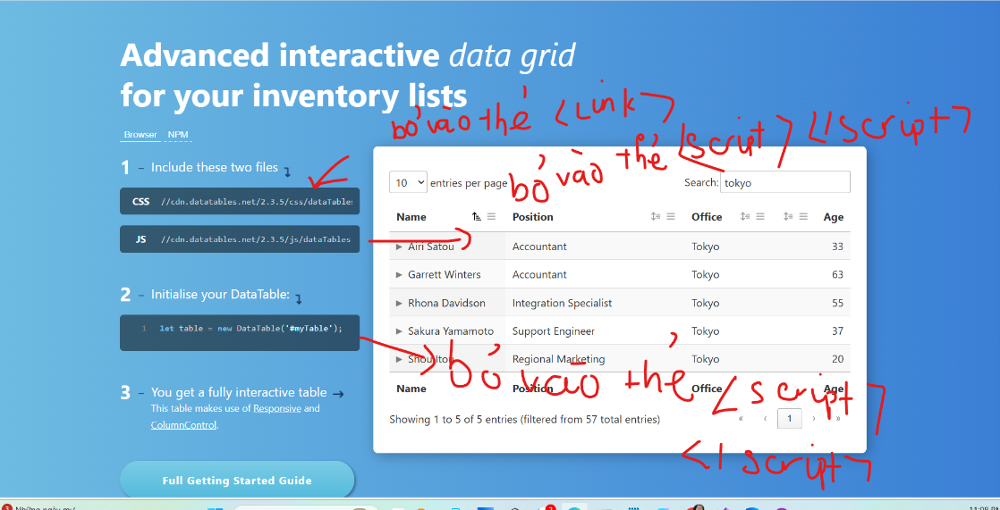 Advanced interactive data grid
for your inventory lists
bỏ vào thẻ <Link>
Browser NPM
bỏ vào thẻ <script> </script>
1 – Include these two files
10 entries per page
Search: tokyo
CSS //cdn.datatables.net/2.3.5/css/dataTables
JS //cdn.datatables.net/2.3.5/js/dataTables
Name Position Office Age
Airi Satou Accountant Tokyo 33
Garrett Winters Accountant Tokyo 63
Rhona Davidson Integration Specialist Tokyo 55
Sakura Yamamoto Support Engineer Tokyo 37
Shou Itou Regional Marketing Tokyo 20
Name Position Office Age
2 – Initialise your DataTable:
1 let table = new DataTable('#myTable');
bỏ vào thẻ <script>
</script>
3 – You get a fully interactive table →
This table makes use of Responsive and
ColumnControl.
Showing 1 to 5 of 5 entries (filtered from 57 total entries)
« ‹ 1 › »
Full Getting Started Guide